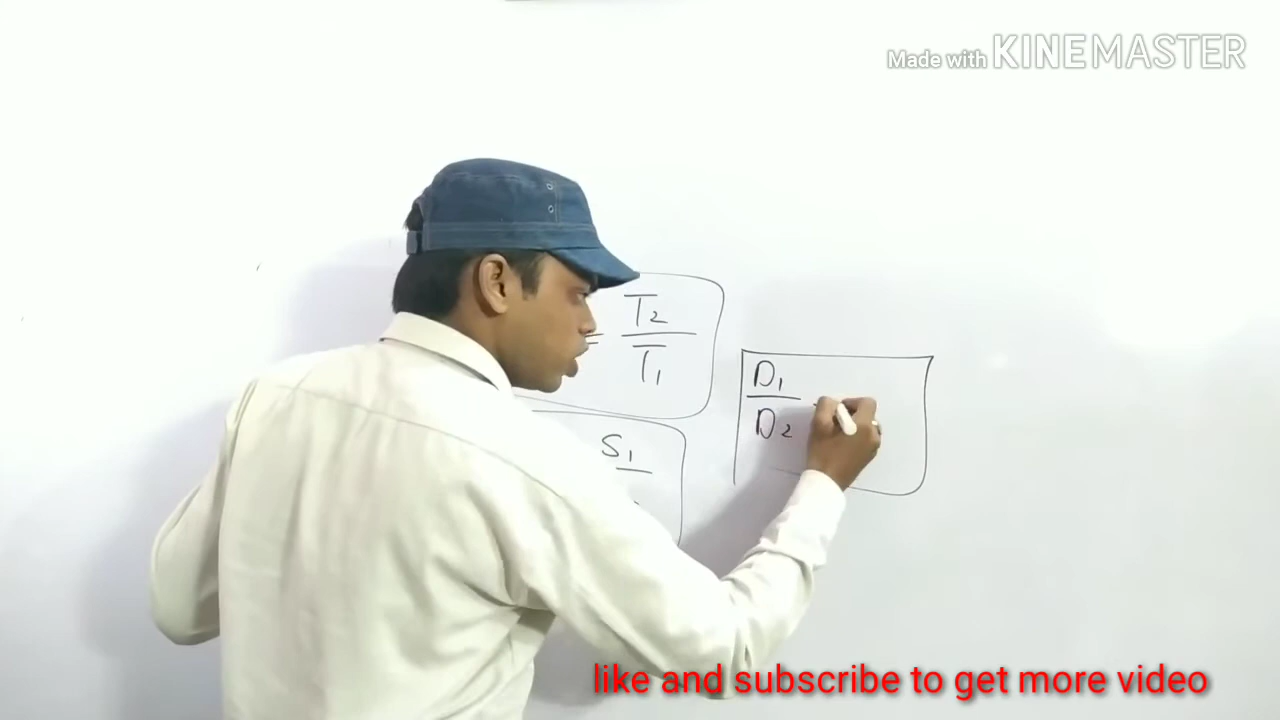 Made with KINEMASTER
= T2
T1
D1
D2
S1
like and subscribe to get more video